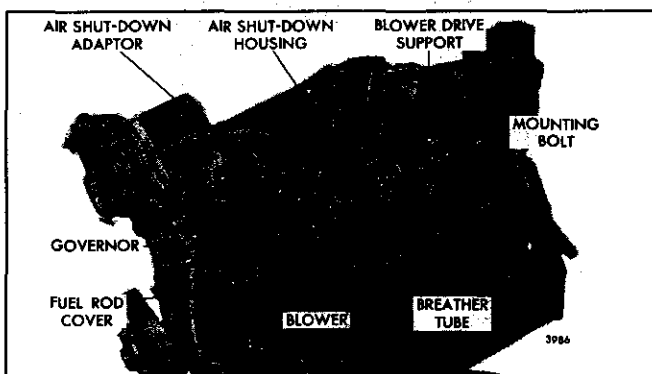 AIR SHUT-DOWN
ADAPTOR
AIR SHUT-DOWN
HOUSING
BLOWER DRIVE
SUPPORT
MOUNTING
BOLT
GOVERNOR
FUEL ROD
COVER
BLOWER
BREATHER
TUBE
3986